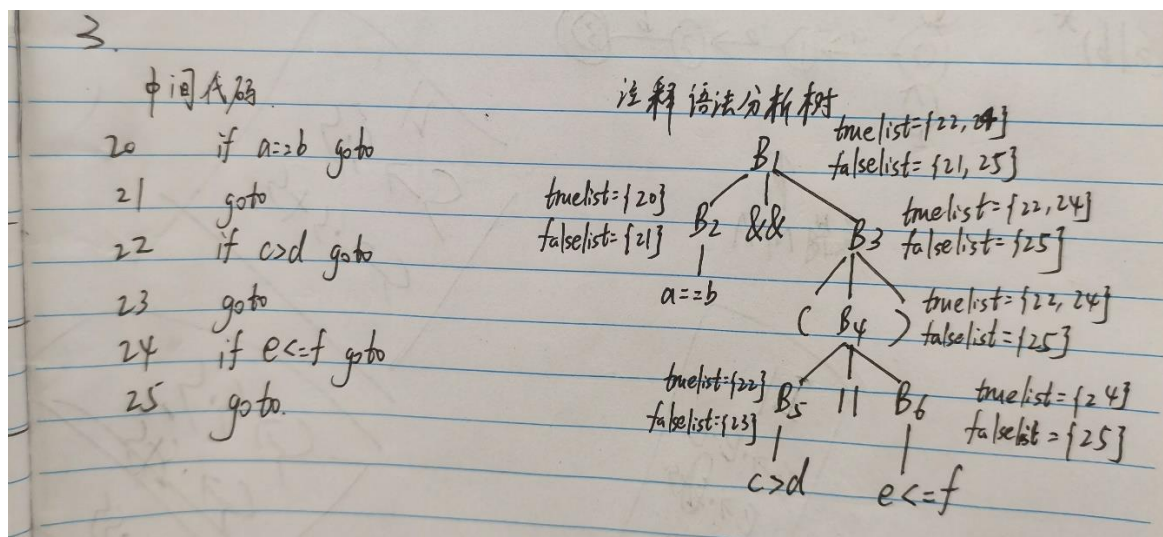 3.
中间代码
20 if a==b goto
21 goto
22 if c>d goto
23 goto
24 if e<=f goto
25 goto.
注释语法分析树
truelist={22,24}
B1
falselist={21,25}
truelist={20}
falselist={21}
B2
&&
B3
truelist={22,24}
falselist={25}
a==b
( B4 )
truelist={22,24}
falselist={25}
truelist={22}
falselist={23}
B5
||
B6
truelist={24}
falselist={25}
c>d
e<=f